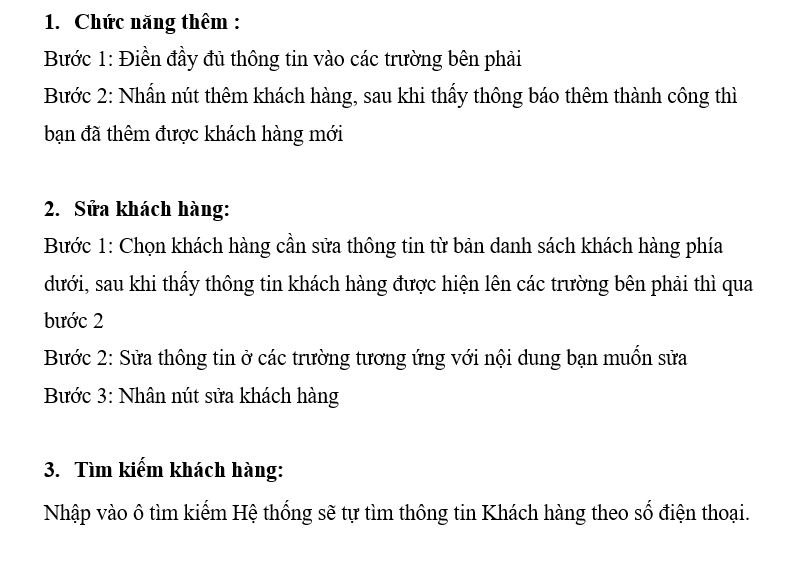 1. Chức năng thêm :
Bước 1: Điền đầy đủ thông tin vào các trường bên phải
Bước 2: Nhấn nút thêm khách hàng, sau khi thấy thông báo thêm thành công thì
bạn đã thêm được khách hàng mới
2. Sửa khách hàng:
Bước 1: Chọn khách hàng cần sửa thông tin từ bản danh sách khách hàng phía
dưới, sau khi thấy thông tin khách hàng được hiện lên các trường bên phải thì qua
bước 2
Bước 2: Sửa thông tin ở các trường tương ứng với nội dung bạn muốn sửa
Bước 3: Nhân nút sửa khách hàng
3. Tìm kiếm khách hàng:
Nhập vào ô tìm kiếm Hệ thống sẽ tự tìm thông tin Khách hàng theo số điện thoại.